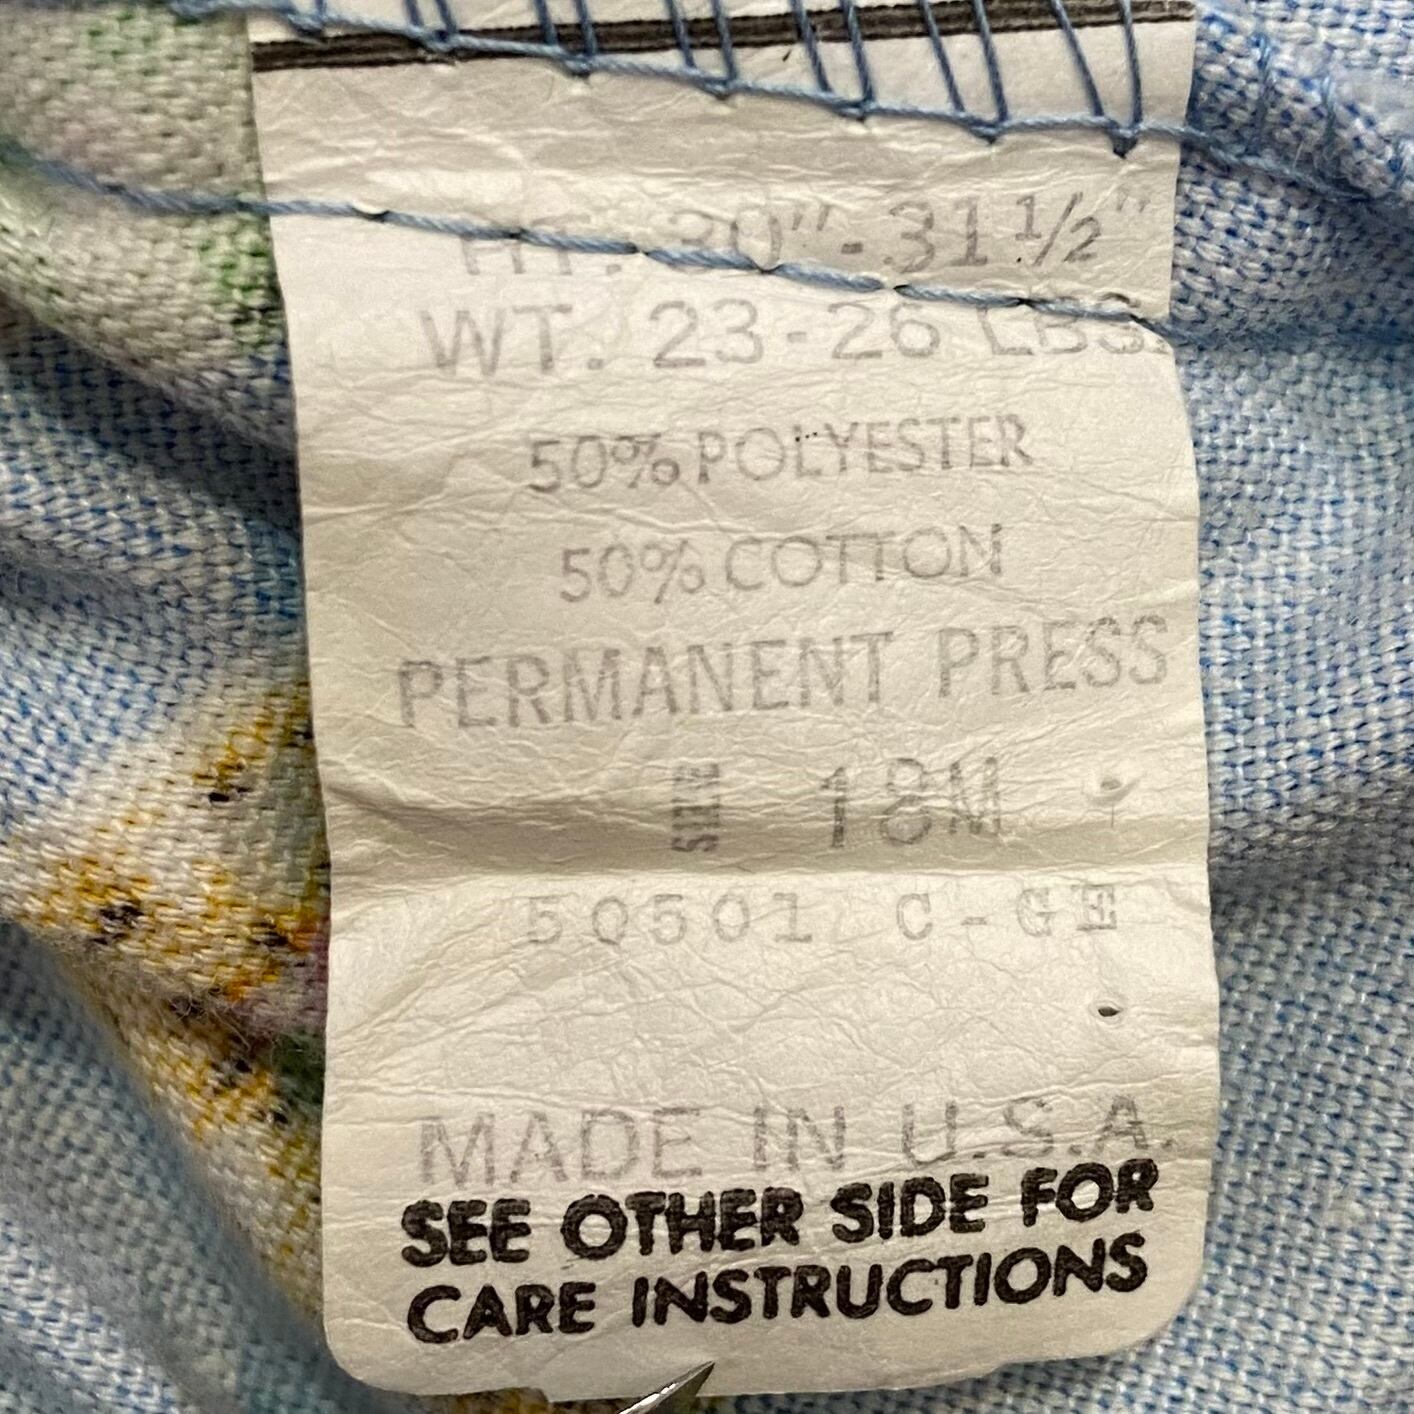 HT. 30"-31 1/2"
WT. 23-26 LBS.
50% POLYESTER
50% COTTON
PERMANENT PRESS
SIZE 18M
50501 C-GE
MADE IN U.S.A.
SEE OTHER SIDE FOR
CARE INSTRUCTIONS